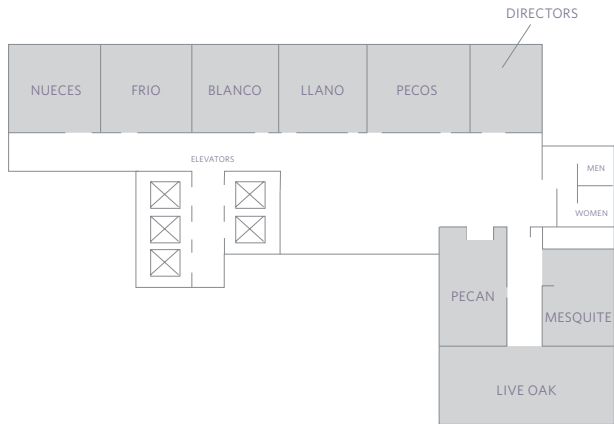 DIRECTORS
NUECES
FRIO
BLANCO
LLANO
PECOS
ELEVATORS
MEN
WOMEN
PECAN
MESQUITE
LIVE OAK